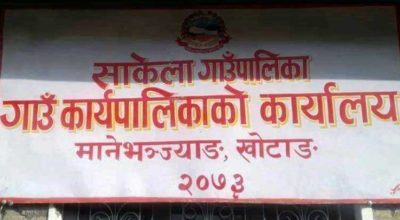 साकेला गाउँपालिका
गाउँ कार्यपालिकाको कार्यालय
मानेभञ्ज्याङ, खोटाङ
२०७३